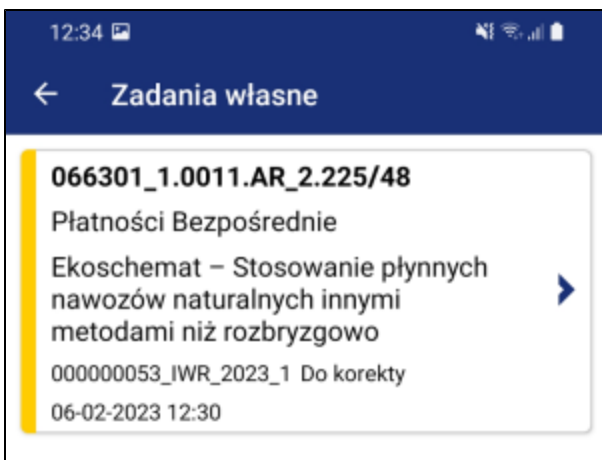 12:34
Zadania własne
066301_1.0011.AR_2.225/48
Płatności Bezpośrednie
Ekoschemat – Stosowanie płynnych
nawozów naturalnych innymi
metodami niż rozbryzgowo
000000053_IWR_2023_1 Do korekty
06-02-2023 12:30